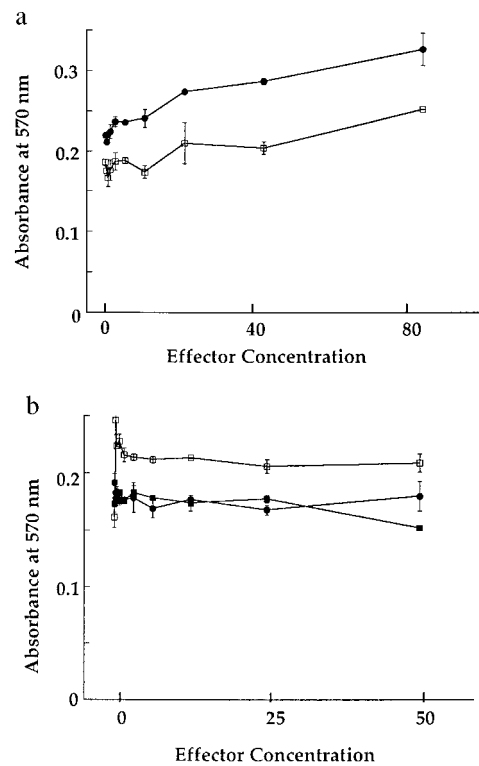 a
0.3
0.2
0.1
0
Absorbance at 570 nm
0
40
80
Effector Concentration
b
0.2
0.1
0
Absorbance at 570 nm
0
25
50
Effector Concentration